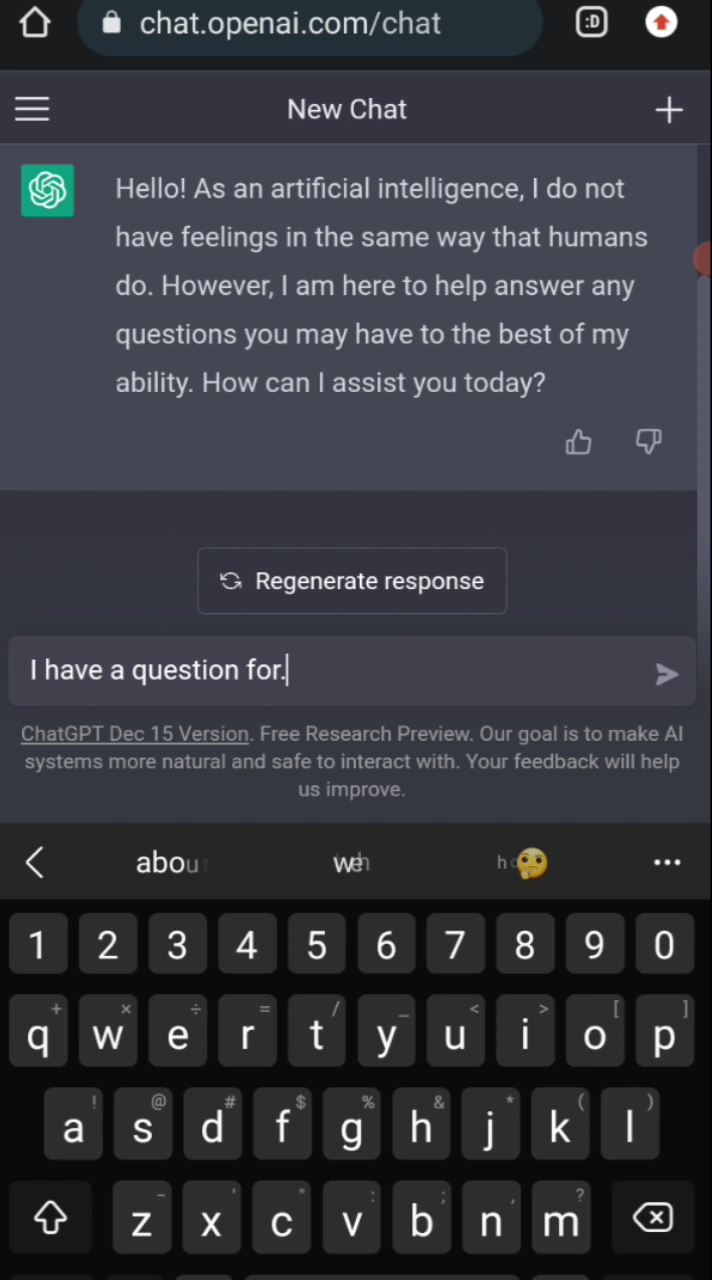 :D
chat.openai.com/chat
New Chat
Hello! As an artificial intelligence, I do not
have feelings in the same way that humans
do. However, I am here to help answer any
questions you may have to the best of my
ability. How can I assist you today?
Regenerate response
I have a question for.
ChatGPT Dec 15 Version. Free Research Preview. Our goal is to make AI
systems more natural and safe to interact with. Your feedback will help
us improve.
about
1 2 3 4 5 6 7 8 9 0
+ × ÷ = / _ < > [ ]
q w e r t y u i o p
! @ # $ % & * ( )
a s d f g h j k l
- ' " : ; , ?
z x c v b n m